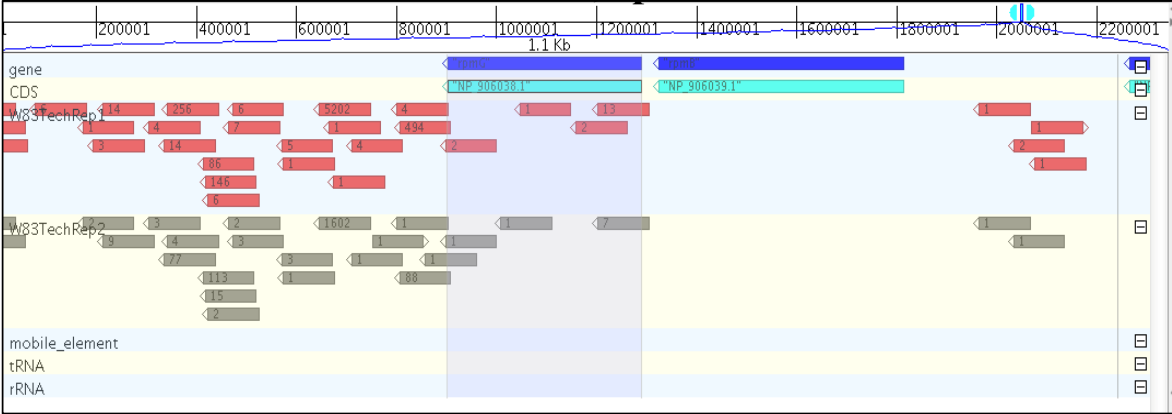 200001 400001 600001 800001 1000001 1200001 1400001 1600001 1800001 2000001 2200001
1.1 Kb
gene
CDS "NP_906038.1" "NP_906039.1"
W83TechRep1 14 256 6 5202 4 1 13 1
1 4 7 1 494 2 1
3 14 5 4 2 2
86 1 1
146 1
6
W83TechRep2 2 3 2 1602 1 1 7 1
9 4 3 1 1 1
77 3 1 1
113 1 88
15
2
mobile_element
tRNA
rRNA